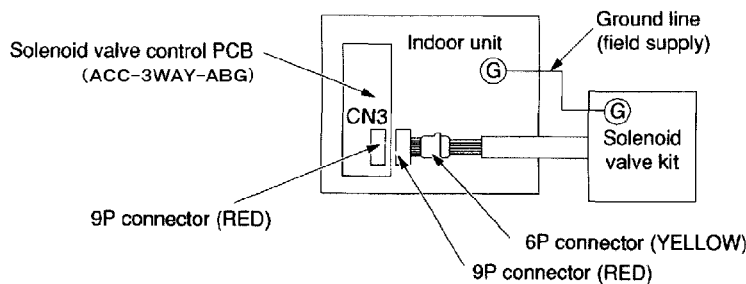 Solenoid valve control PCB
(ACC-3WAY-ABG)
Indoor unit
Ground line
(field supply)
G
G
CN3
Solenoid
valve kit
9P connector (RED)
6P connector (YELLOW)
9P connector (RED)